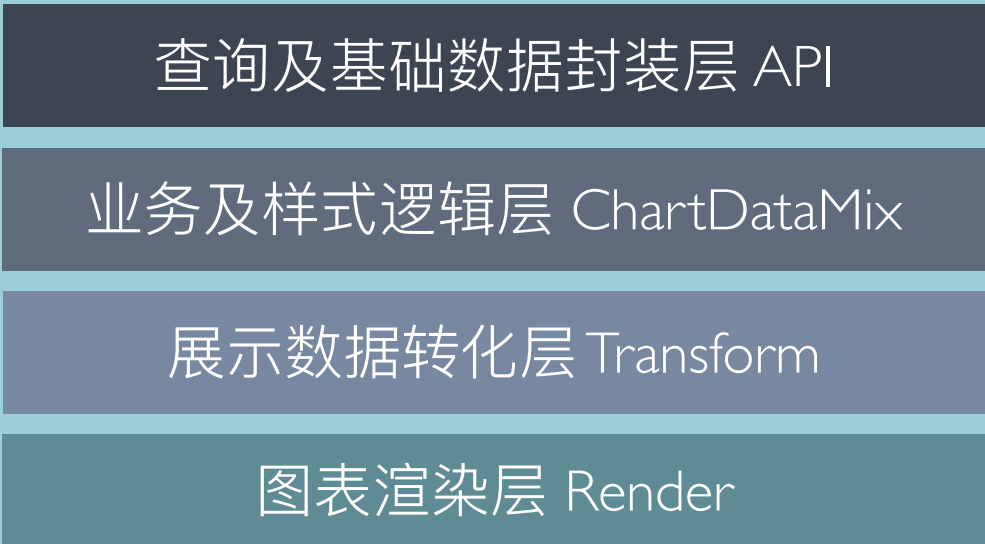 查询及基础数据封装层 API
业务及样式逻辑层 ChartDataMix
展示数据转化层 Transform
图表渲染层 Render